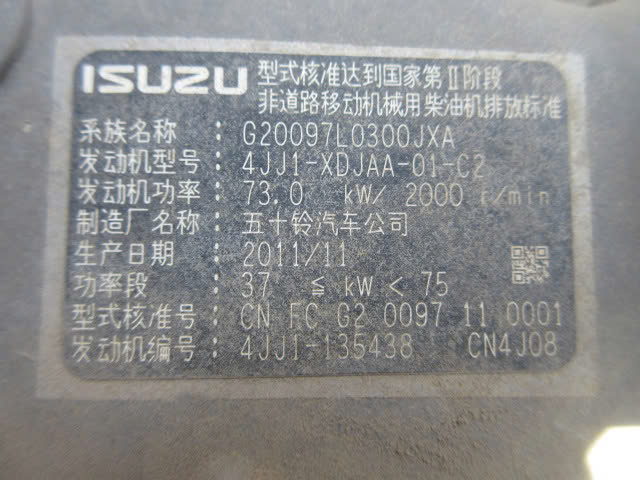 ISUZU 型式核准达到国家第Ⅱ阶段
非道路移动机械用柴油机排放标准
系族名称 : G20097L0300JXA
发动机型号 : 4JJ1-XDJAA-01-C2
发动机功率 : 73.0 kW/ 2000 r/min
制造厂名称 : 五十铃汽车公司
生产日期 : 2011/11
功率段 : 37 ≦ kW < 75
型式核准号 : CN FC G2 0097 11 0001
发动机编号 : 4JJ1-135438 CN4J08